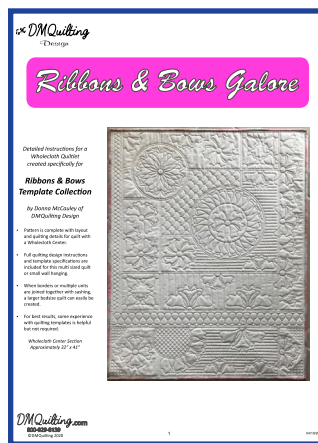 DMQuilting
Design
Ribbons & Bows Galore
Detailed Instructions for a
Wholecloth Quiltlet
created specifically for
Ribbons & Bows
Template Collection
by Donna McCauley of
DMQuilting Design
• Pattern is complete with layout
and quilting details for quilt with
a Wholecloth Center.
• Full quilting design instructions
and template specifications are
included for this multi sized quilt
or small wall hanging.
• When borders or multiple units
are joined together with sashing,
a larger bedsize quilt can easily be
created.
• For best results, some experience
with quilting templates is helpful
but not required.
Wholecloth Center Section
Approximately 32" x 41"
DMQuilting.com
©DMQuilting 2020
1